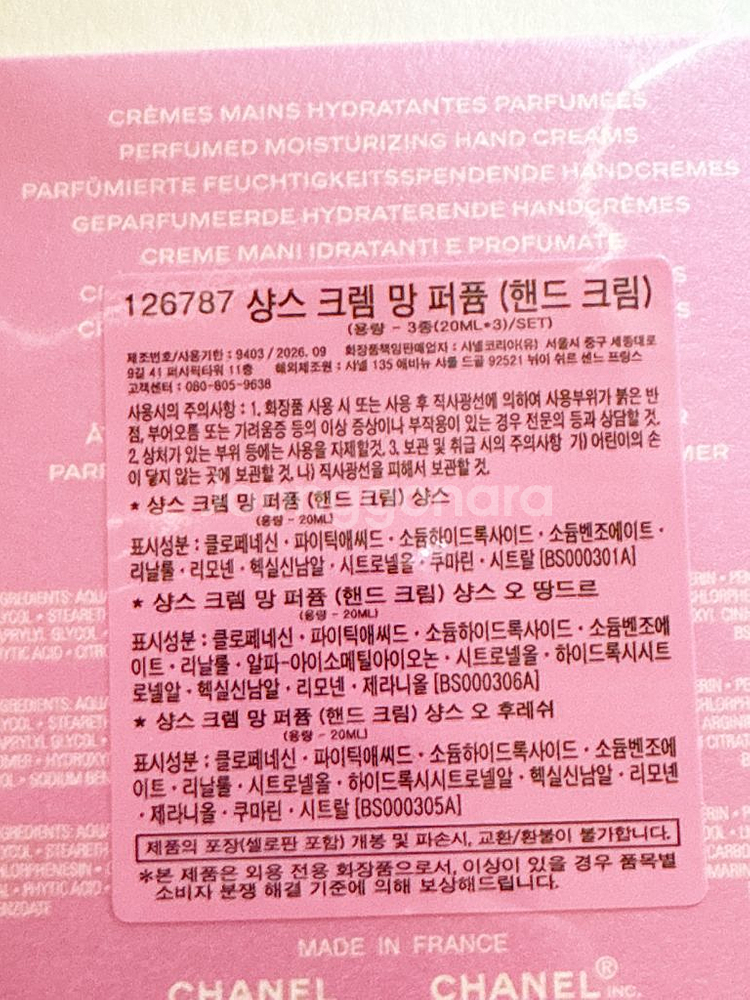 CRÈMES MAINS HYDRATANTES PARFUMÉES
PERFUMED MOISTURIZING HAND CREAMS
PARFÜMIERTE FEUCHTIGKEITSSPENDENDE HANDCREMES
GEPARFUMEERDE HYDRATERENDE HANDCRÈMES
CREME MANI IDRATANTI E PROFUMATE
126787 샹스 크렘 망 퍼퓸 (핸드 크림)
(용량 - 3종(20ML*3)/SET)
제조번호/사용기한 : 9403 / 2026. 09 화장품책임판매업자 : 샤넬코리아(유) 서울시 중구 세종대로
9길 41 퍼시픽타워 11층 해외제조원 : 샤넬 135 애비뉴 샤를 드골 92521 뉘이 쉬르 센느 프랑스
고객센터 : 080-805-9638
사용시의 주의사항 : 1. 화장품 사용 시 또는 사용 후 직사광선에 의하여 사용부위가 붉은 반
점, 부어오름 또는 가려움증 등의 이상 증상이나 부작용이 있는 경우 전문의 등과 상담할 것,
2. 상처가 있는 부위 등에는 사용을 자제할것, 3. 보관 및 취급 시의 주의사항 가) 어린이의 손
이 닿지 않는 곳에 보관할 것, 나) 직사광선을 피해서 보관할 것.
* 샹스 크렘 망 퍼퓸 (핸드 크림) 샹스
(용량 - 20ML)
표시성분 : 클로페네신 · 파이틱애씨드 · 소듐하이드록사이드 · 소듐벤조에이트 ·
리날룰 · 리모넨 · 헥실신남알 · 시트로넬올 · 쿠마린 · 시트랄 [BS000301A]
* 샹스 크렘 망 퍼퓸 (핸드 크림) 샹스 오 땅드르
(용량 - 20ML)
표시성분 : 클로페네신 · 파이틱애씨드 · 소듐하이드록사이드 · 소듐벤조에
이트 · 리날룰 · 알파-아이소메틸아이오논 · 시트로넬올 · 하이드록시시트
로넬알 · 헥실신남알 · 리모넨 · 제라니올 [BS000306A]
* 샹스 크렘 망 퍼퓸 (핸드 크림) 샹스 오 후레쉬
(용량 - 20ML)
표시성분 : 클로페네신 · 파이틱애씨드 · 소듐하이드록사이드 · 소듐벤조에
이트 · 리날룰 · 시트로넬올 · 하이드록시시트로넬알 · 헥실신남알 · 리모넨
· 제라니올 · 쿠마린 · 시트랄 [BS000305A]
제품의 포장(셀로판 포함) 개봉 및 파손시, 교환/환불이 불가합니다.
*본 제품은 외용 전용 화장품으로서, 이상이 있을 경우 품목별
소비자 분쟁 해결 기준에 의해 보상해드립니다.
MADE IN FRANCE
CHANEL CHANEL® INC.